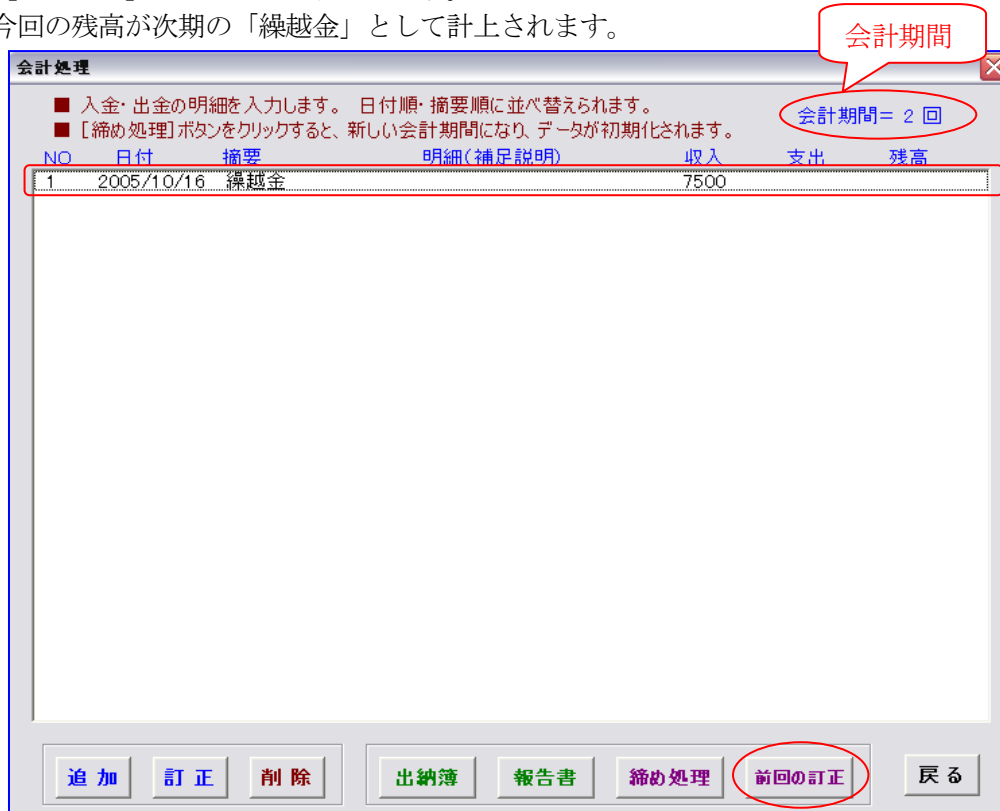 今回の残高が次期の「繰越金」として計上されます。
会計期間
会計処理
■ 入金・出金の明細を入力します。 日付順・摘要順に並べ替えられます。
会計期間= 2 回
■ [締め処理]ボタンをクリックすると、新しい会計期間になり、データが初期化されます。
NO 日付 摘要 明細(補足説明) 収入 支出 残高
1 2005/10/16 繰越金 7500
追 加 訂 正 削 除 出納簿 報告書 締め処理 前回の訂正 戻 る